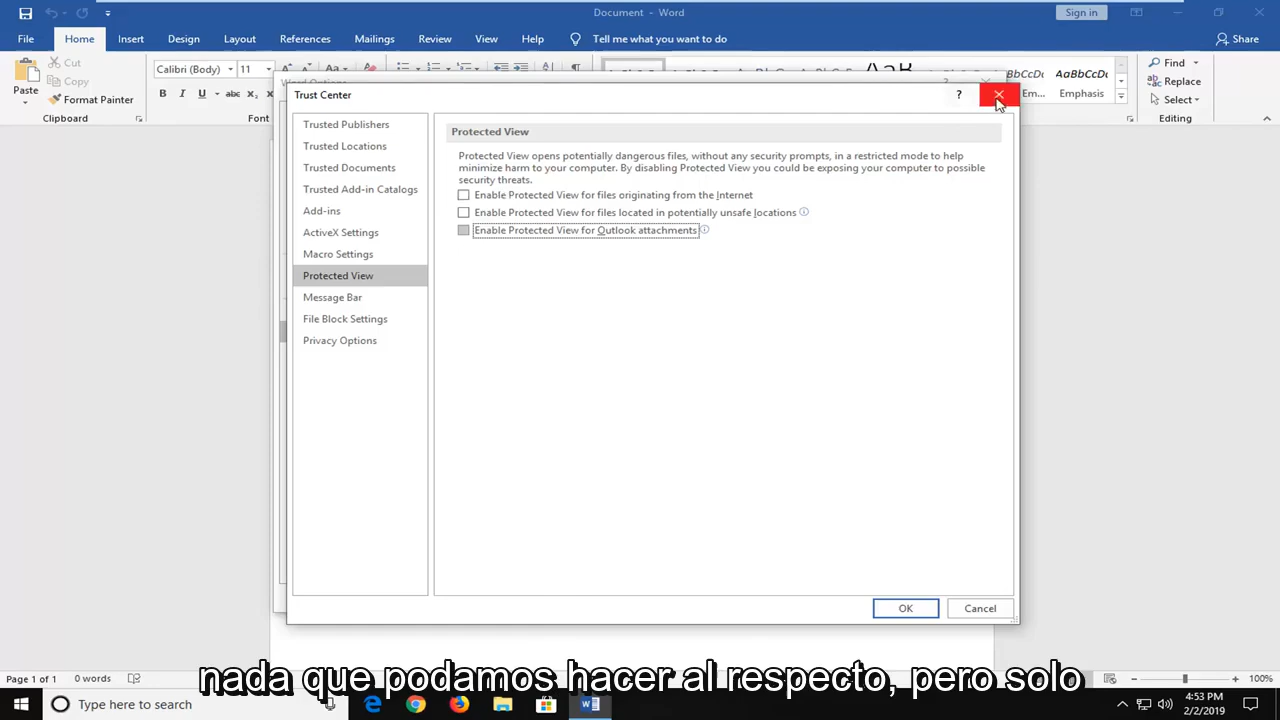 Document - Word
Sign in
File Home Insert Design Layout References Mailings Review View Help Tell me what you want to do Share
Paste
Cut
Copy
Format Painter
Clipboard
Calibri (Body) 11
B I U abc
Font
Find
Replace
Select
Editing
Em...
Emphasis
Word Options
Trust Center
Trusted Publishers
Trusted Locations
Trusted Documents
Trusted Add-in Catalogs
Add-ins
ActiveX Settings
Macro Settings
Protected View
Message Bar
File Block Settings
Privacy Options
Protected View
Protected View opens potentially dangerous files, without any security prompts, in a restricted mode to help
minimize harm to your computer. By disabling Protected View you could be exposing your computer to possible
security threats.
Enable Protected View for files originating from the Internet
Enable Protected View for files located in potentially unsafe locations
Enable Protected View for Outlook attachments
OK Cancel
nada que podamos hacer al respecto, pero solo
Page 1 of 1 0 words
100%
Type here to search
4:53 PM
2/2/2019